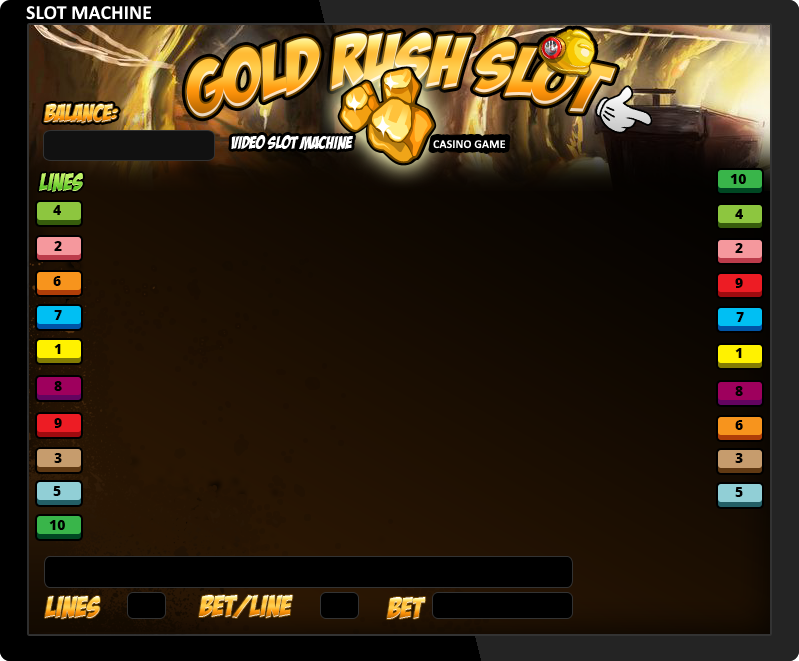 SLOT MACHINE
GOLD RUSH SLOT
BALANCE:
VIDEO SLOT MACHINE
CASINO GAME
LINES
10
4
4
2
2
6
9
7
7
1
1
8
8
9
6
3
3
5
5
10
LINES
BET/LINE
BET